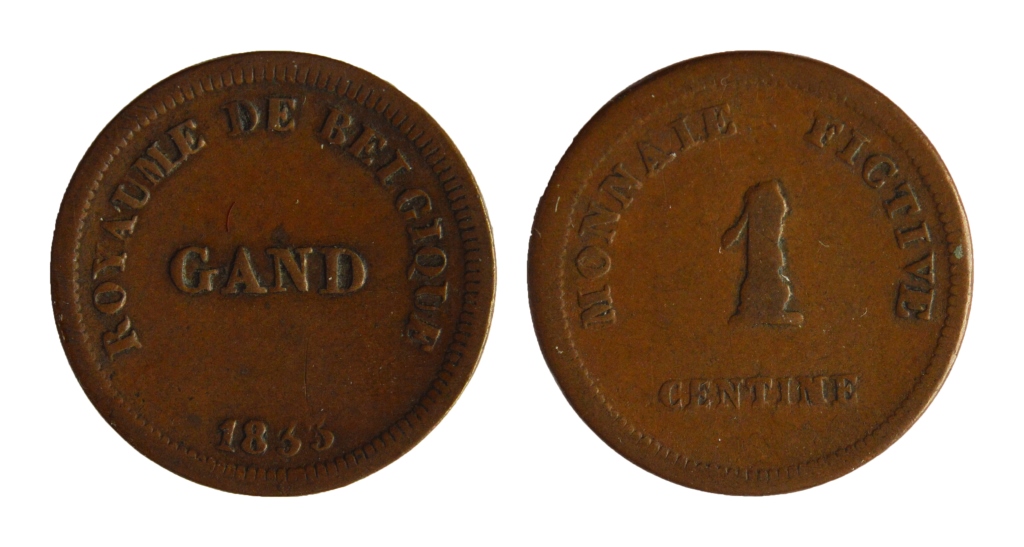 ROYAUME DE BELGIQUE
GAND
1833
MONNAIE FICTIVE
1
CENTIME